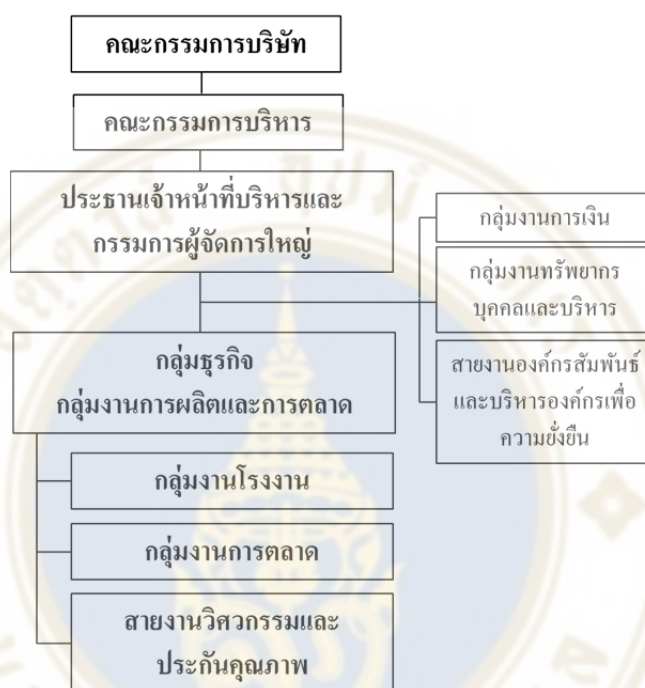 คณะกรรมการบริษัท
คณะกรรมการบริหาร
ประธานเจ้าหน้าที่บริหารและ
กรรมการผู้จัดการใหญ่
กลุ่มงานการเงิน
กลุ่มงานทรัพยากร
บุคคลและบริหาร
สายงานองค์กรสัมพันธ์
และบริหารองค์กรเพื่อ
ความยั่งยืน
กลุ่มธุรกิจ
กลุ่มงานการผลิตและการตลาด
กลุ่มงานโรงงาน
กลุ่มงานการตลาด
สายงานวิศวกรรมและ
ประกันคุณภาพ